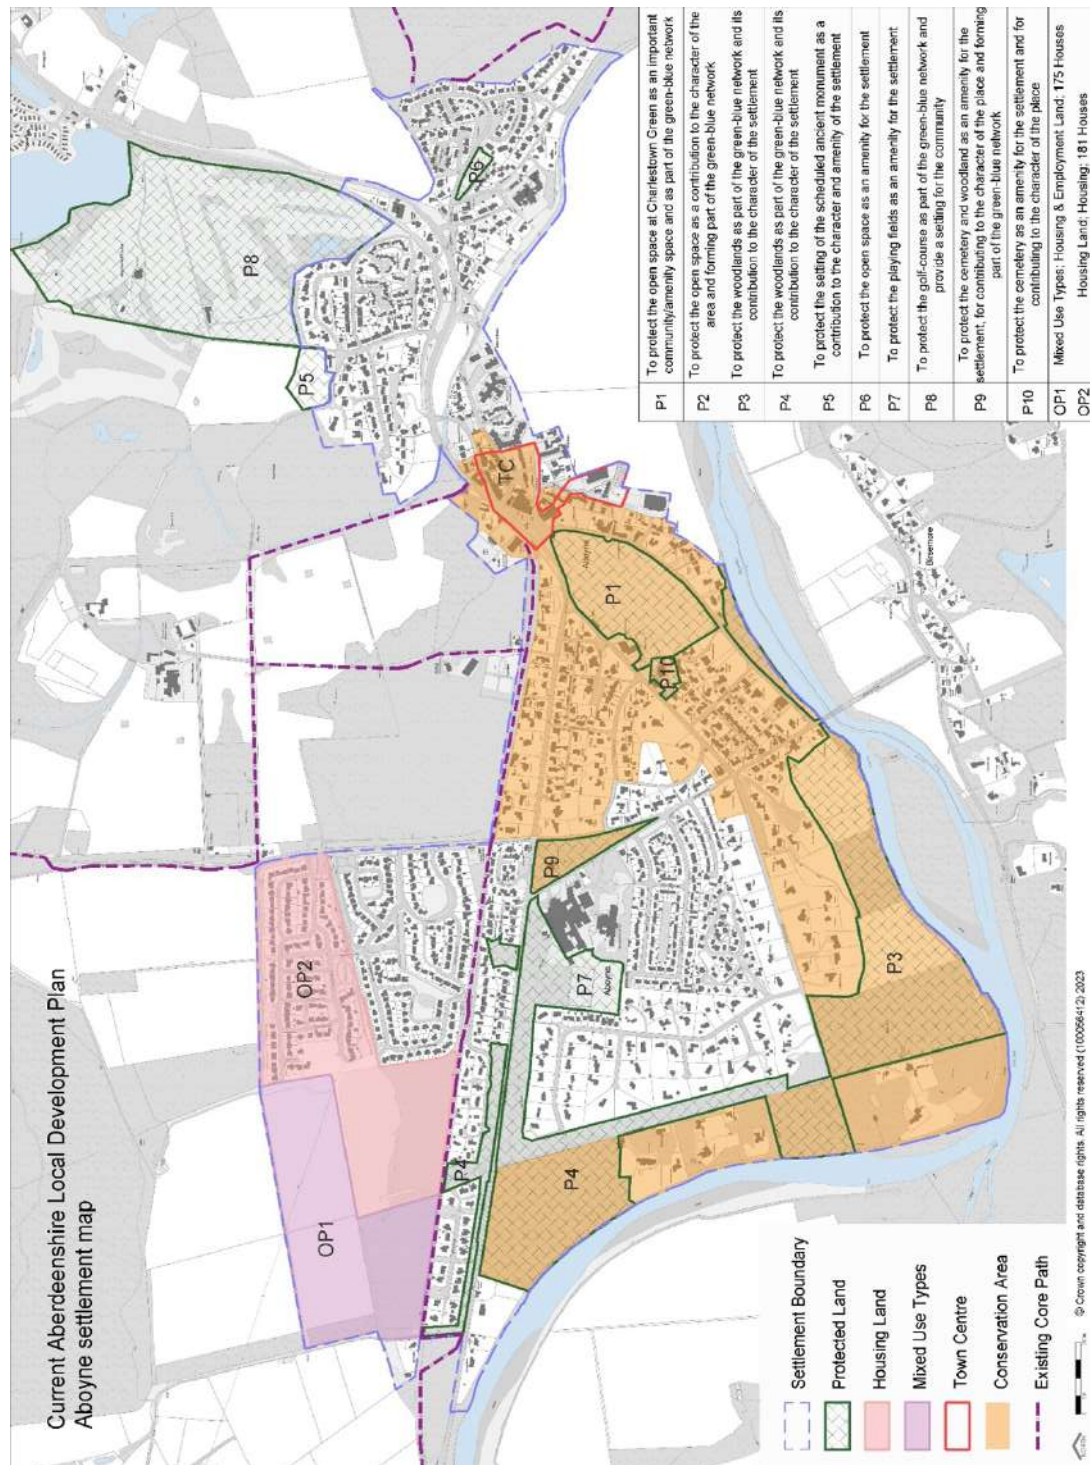 Current Aberdeenshire Local Development Plan
Aboyne settlement map
OP1
OP2
P4
P4
P7
Aboyne
P9
P3
P10
P1
Aboyne
TC
P5
P8
P6
Birsemore
Settlement Boundary
Protected Land
Housing Land
Mixed Use Types
Town Centre
Conservation Area
Existing Core Path
P1 To protect the open space at Charlestown Green as an important
community/amenity space and as part of the green-blue network
P2 To protect the open space as a contribution to the character of the
area and forming part of the green-blue network
P3 To protect the woodlands as part of the green-blue network and its
contribution to the character of the settlement
P4 To protect the woodlands as part of the green-blue network and its
contribution to the character of the settlement
P5 To protect the setting of the scheduled ancient monument as a
contribution to the character and amenity of the settlement
P6 To protect the open space as an amenity for the settlement
P7 To protect the playing fields as an amenity for the settlement
P8 To protect the golf-course as part of the green-blue network and
provide a setting for the community
P9 To protect the cemetery and woodland as an amenity for the
settlement, for contributing to the character of the place and forming
part of the green-blue network
P10 To protect the cemetery as an amenity for the settlement and for
contributing to the character of the place
OP1 Mixed Use Types; Housing & Employment Land; 175 Houses
OP2 Housing Land; Housing; 181 Houses
© Crown copyright and database rights. All rights reserved (100056412) 2023